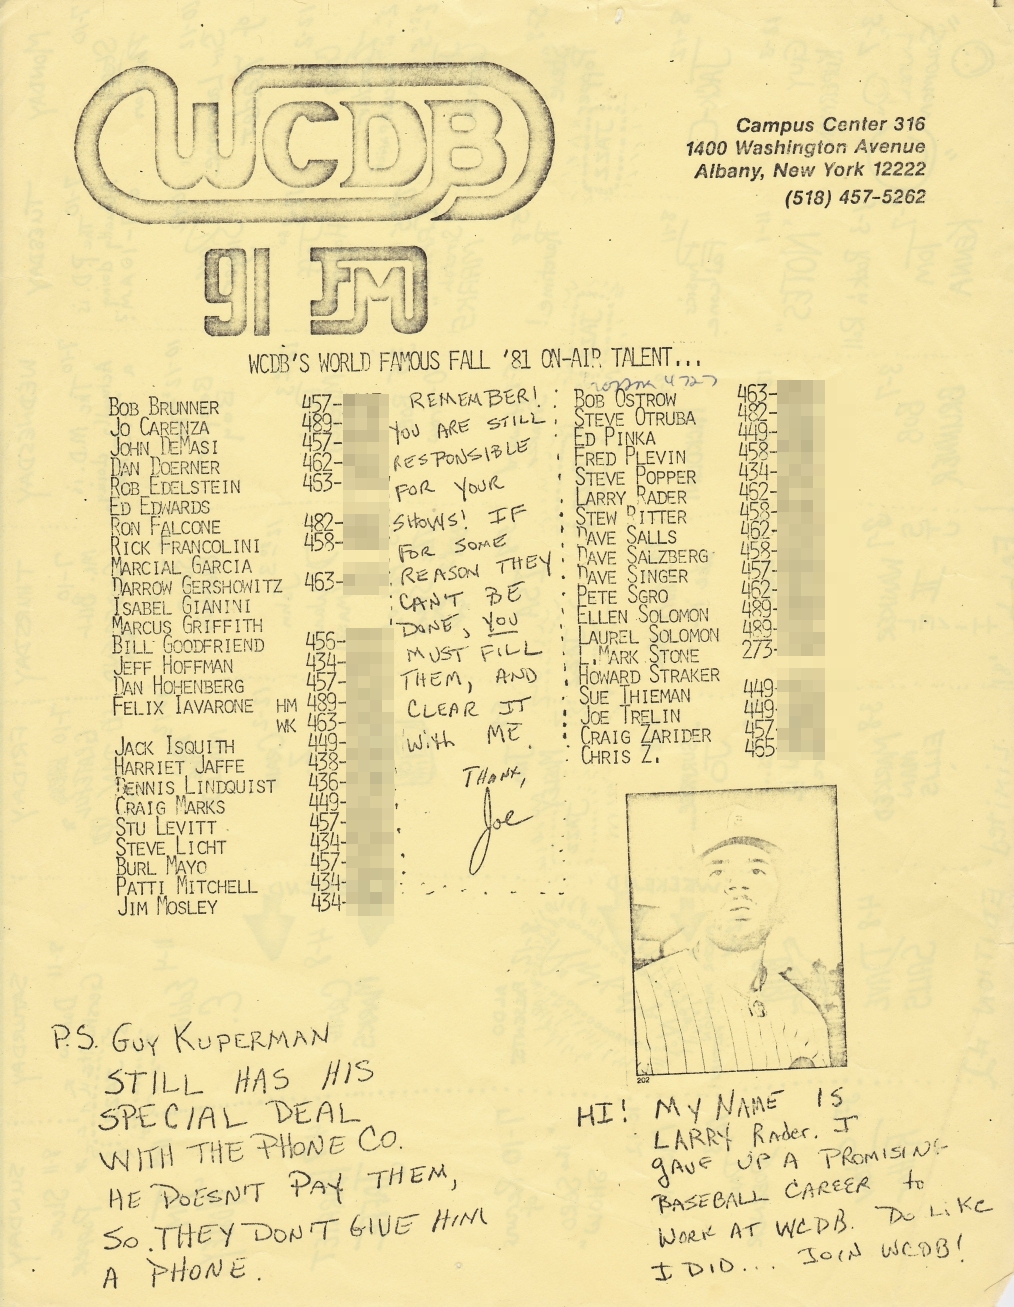 WCDB
91 FM
Campus Center 316
1400 Washington Avenue
Albany, New York 12222
(518) 457-5262
WCDB'S WORLD FAMOUS FALL '81 ON-AIR TALENT...
BOB BRUNNER 457-
JO CARENZA 489-
JOHN DEMASI 457-
DAN DOERNER 462-
ROB EDELSTEIN 463-
ED EDWARDS
RON FALCONE 482-
RICK FRANCOLINI 458-
MARCIAL GARCIA
DARROW GERSHOWITZ 463-
ISABEL GIANINI
MARCUS GRIFFITH
BILL GOODFRIEND 456-
JEFF HOFFMAN 434-
DAN HOHENBERG 457-
FELIX IAVARONE HM 489-
WK 463-
JACK ISQUITH 449-
HARRIET JAFFE 438-
DENNIS LINDQUIST 436-
CRAIG MARKS 449-
STU LEVITT 457-
STEVE LICHT 434-
BURL MAYO 457-
PATTI MITCHELL 434-
JIM MOSLEY 434-
REMEMBER!
YOU ARE STILL
RESPONSIBLE
FOR YOUR
SHOWS! IF
FOR SOME
REASON THEY
CAN'T BE
DONE, YOU
MUST FILL
THEM, AND
CLEAR IT
WITH ME.
THANX,
Joe
BOB OSTROW 463-
STEVE OTRUBA 482-
ED PINKA 449-
FRED PLEVIN 458-
STEVE POPPER 434-
LARRY RADER 462-
STEW RITTER 458-
DAVE SALLS 462-
DAVE SALZBERG 458-
DAVE SINGER 457-
PETE SGRO 462-
ELLEN SOLOMON 489-
LAUREL SOLOMON 489-
L. MARK STONE 273-
HOWARD STRAKER
SUE THIEMAN 449-
JOE TRELIN 449-
CRAIG ZARIDER 457-
CHRIS Z. 465-
202
P.S. GUY KUPERMAN
STILL HAS HIS
SPECIAL DEAL
WITH THE PHONE CO.
HE DOESN'T PAY THEM,
SO THEY DON'T GIVE HIM
A PHONE.
HI! MY NAME IS
LARRY Rader. I
GAVE UP A PROMISING
BASEBALL CAREER to
WORK AT WCDB. DO LIKE
I DID... JOIN WCDB!